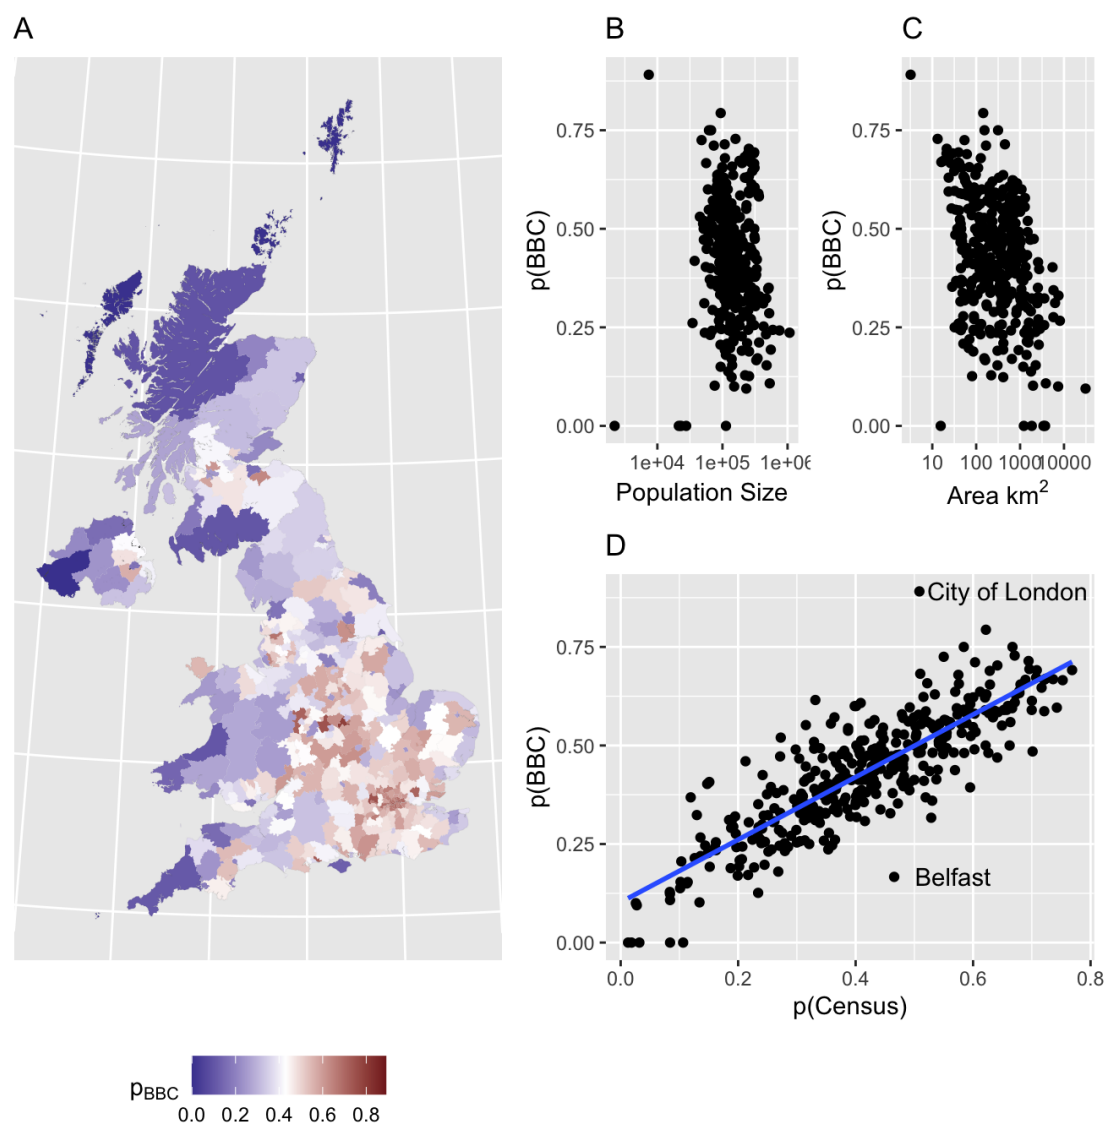 A
B
C
p(BBC)
0.75
0.50
0.25
0.00
1e+04 1e+05 1e+06
Population Size
p(BBC)
0.75
0.50
0.25
0.00
10 100 1000 10000
Area km²
D
City of London
Belfast
p(BBC)
0.75
0.50
0.25
0.00
0.0 0.2 0.4 0.6 0.8
p(Census)
pBBC
0.0 0.2 0.4 0.6 0.8